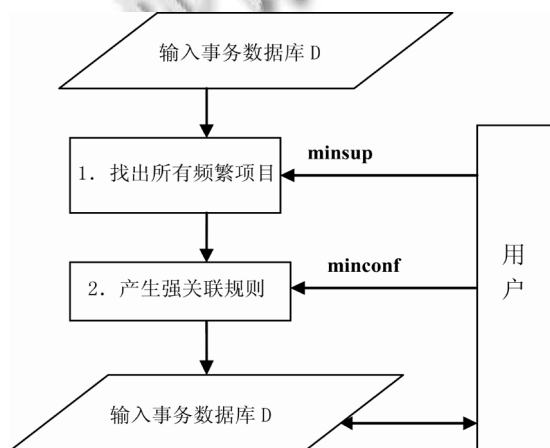 输入事务数据库 D
1. 找出所有频繁项目
minsup
2. 产生强关联规则
minconf
用
户
输入事务数据库 D